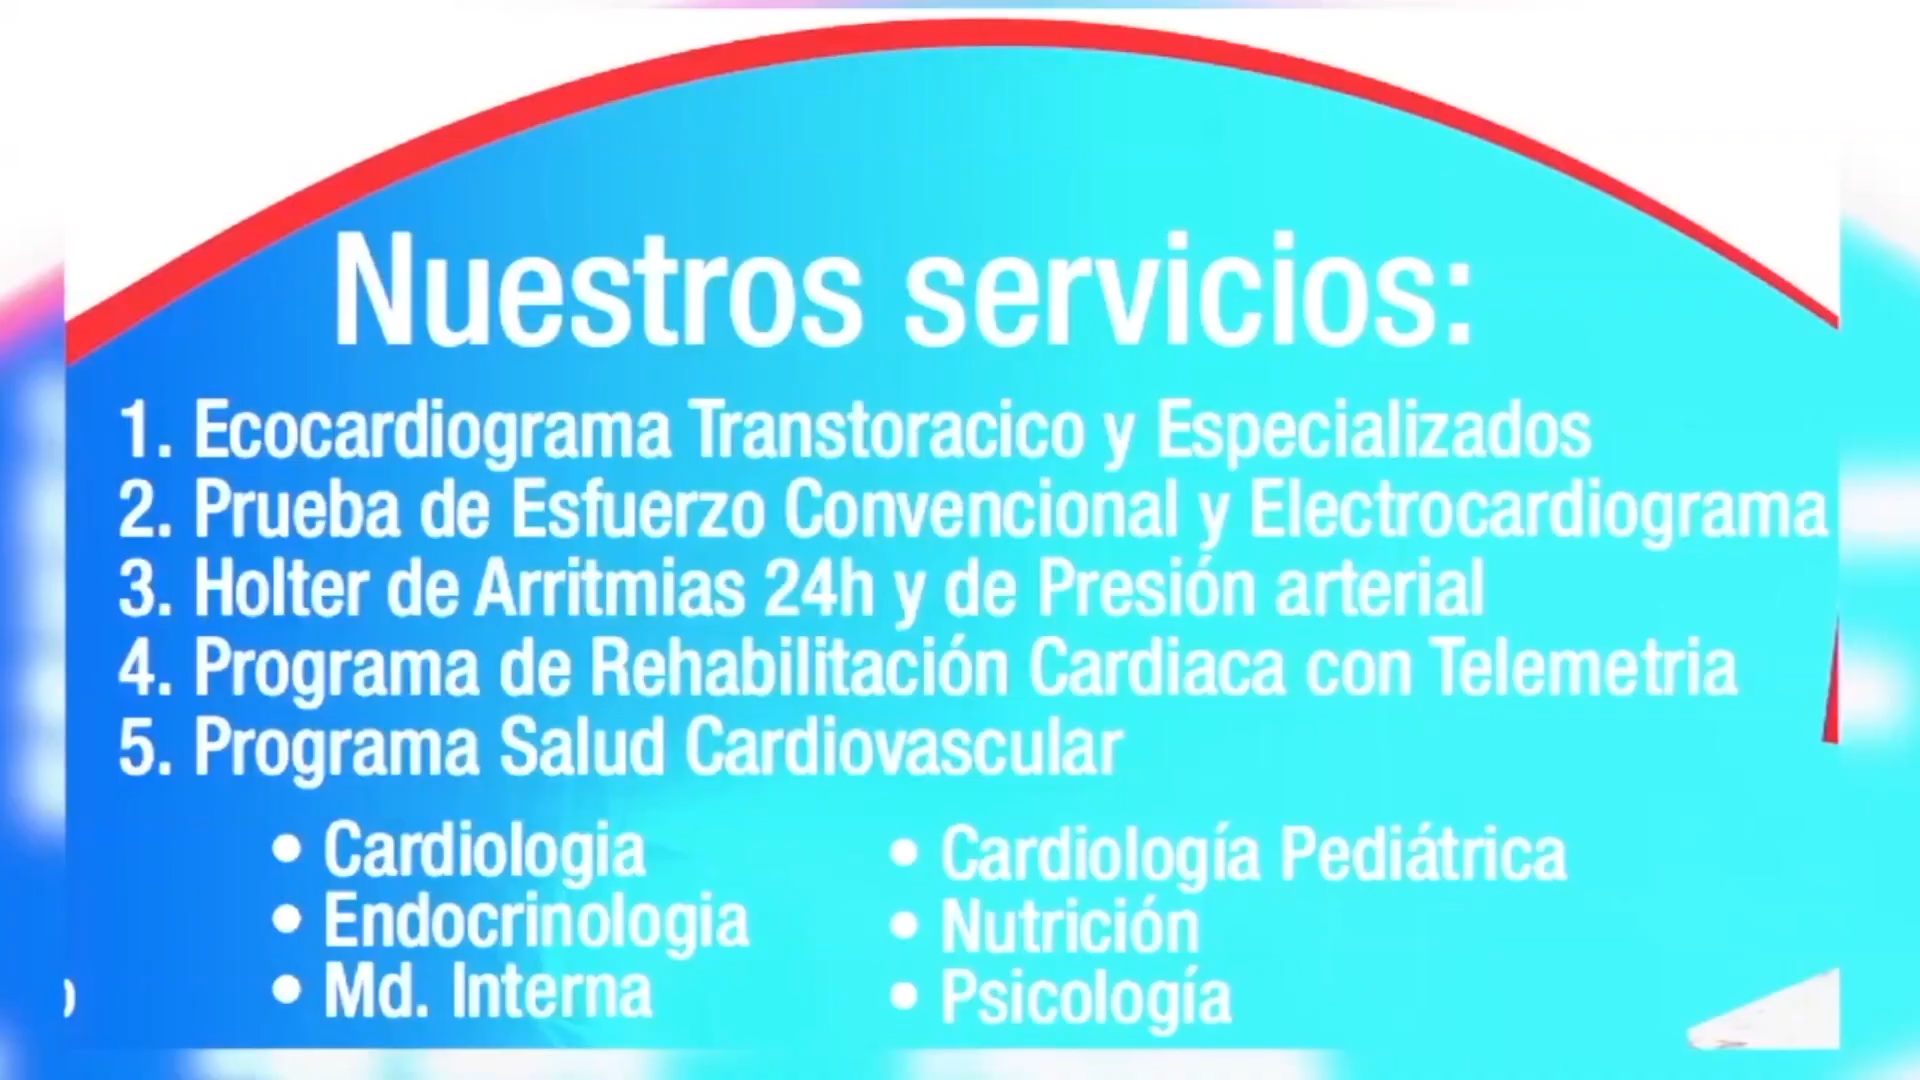 Nuestros servicios:
1. Ecocardiograma Transtoracico y Especializados
2. Prueba de Esfuerzo Convencional y Electrocardiograma
3. Holter de Arritmias 24h y de Presión arterial
4. Programa de Rehabilitación Cardiaca con Telemetria
5. Programa Salud Cardiovascular
• Cardiologia
• Endocrinologia
• Md. Interna
• Cardiología Pediátrica
• Nutrición
• Psicología